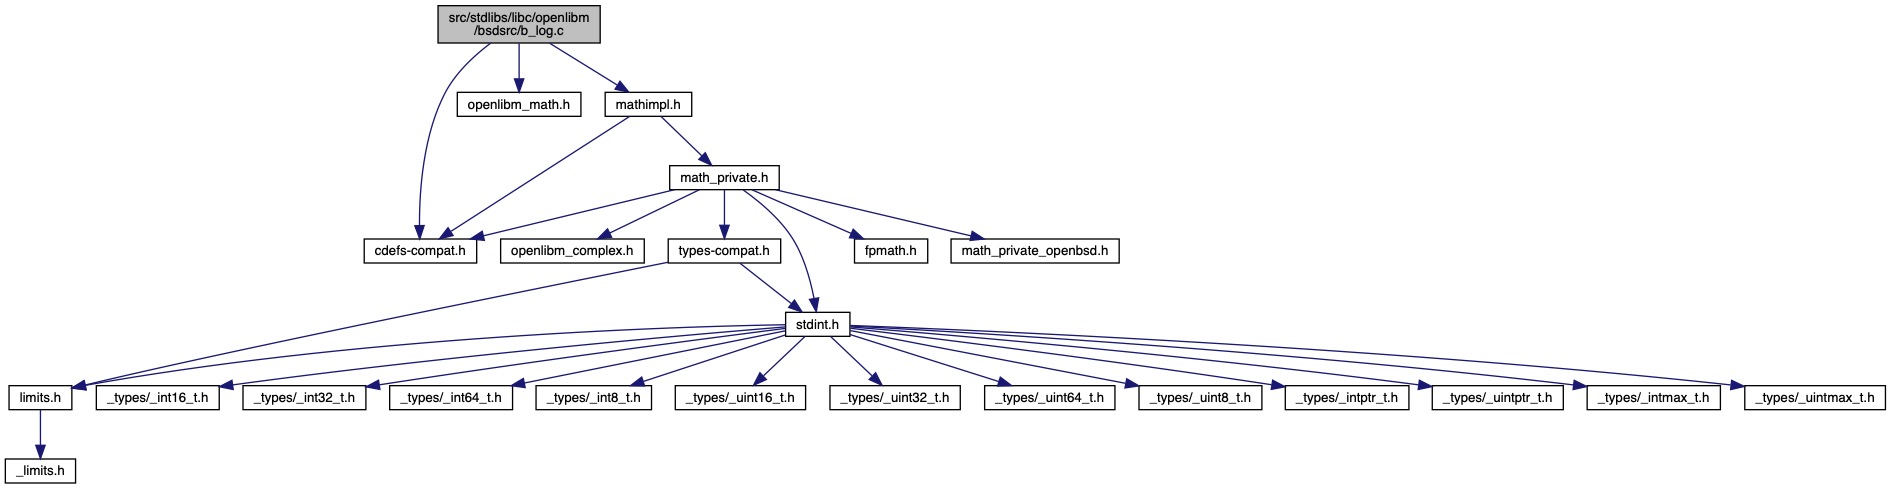 src/stdlibs/libc/openlibm
/bsdsrc/b_log.c
openlibm_math.h
mathimpl.h
math_private.h
cdefs-compat.h
openlibm_complex.h
types-compat.h
fpmath.h
math_private_openbsd.h
stdint.h
limits.h
_types/_int16_t.h
_types/_int32_t.h
_types/_int64_t.h
_types/_int8_t.h
_types/_uint16_t.h
_types/_uint32_t.h
_types/_uint64_t.h
_types/_uint8_t.h
_types/_intptr_t.h
_types/_uintptr_t.h
_types/_intmax_t.h
_types/_uintmax_t.h
_limits.h